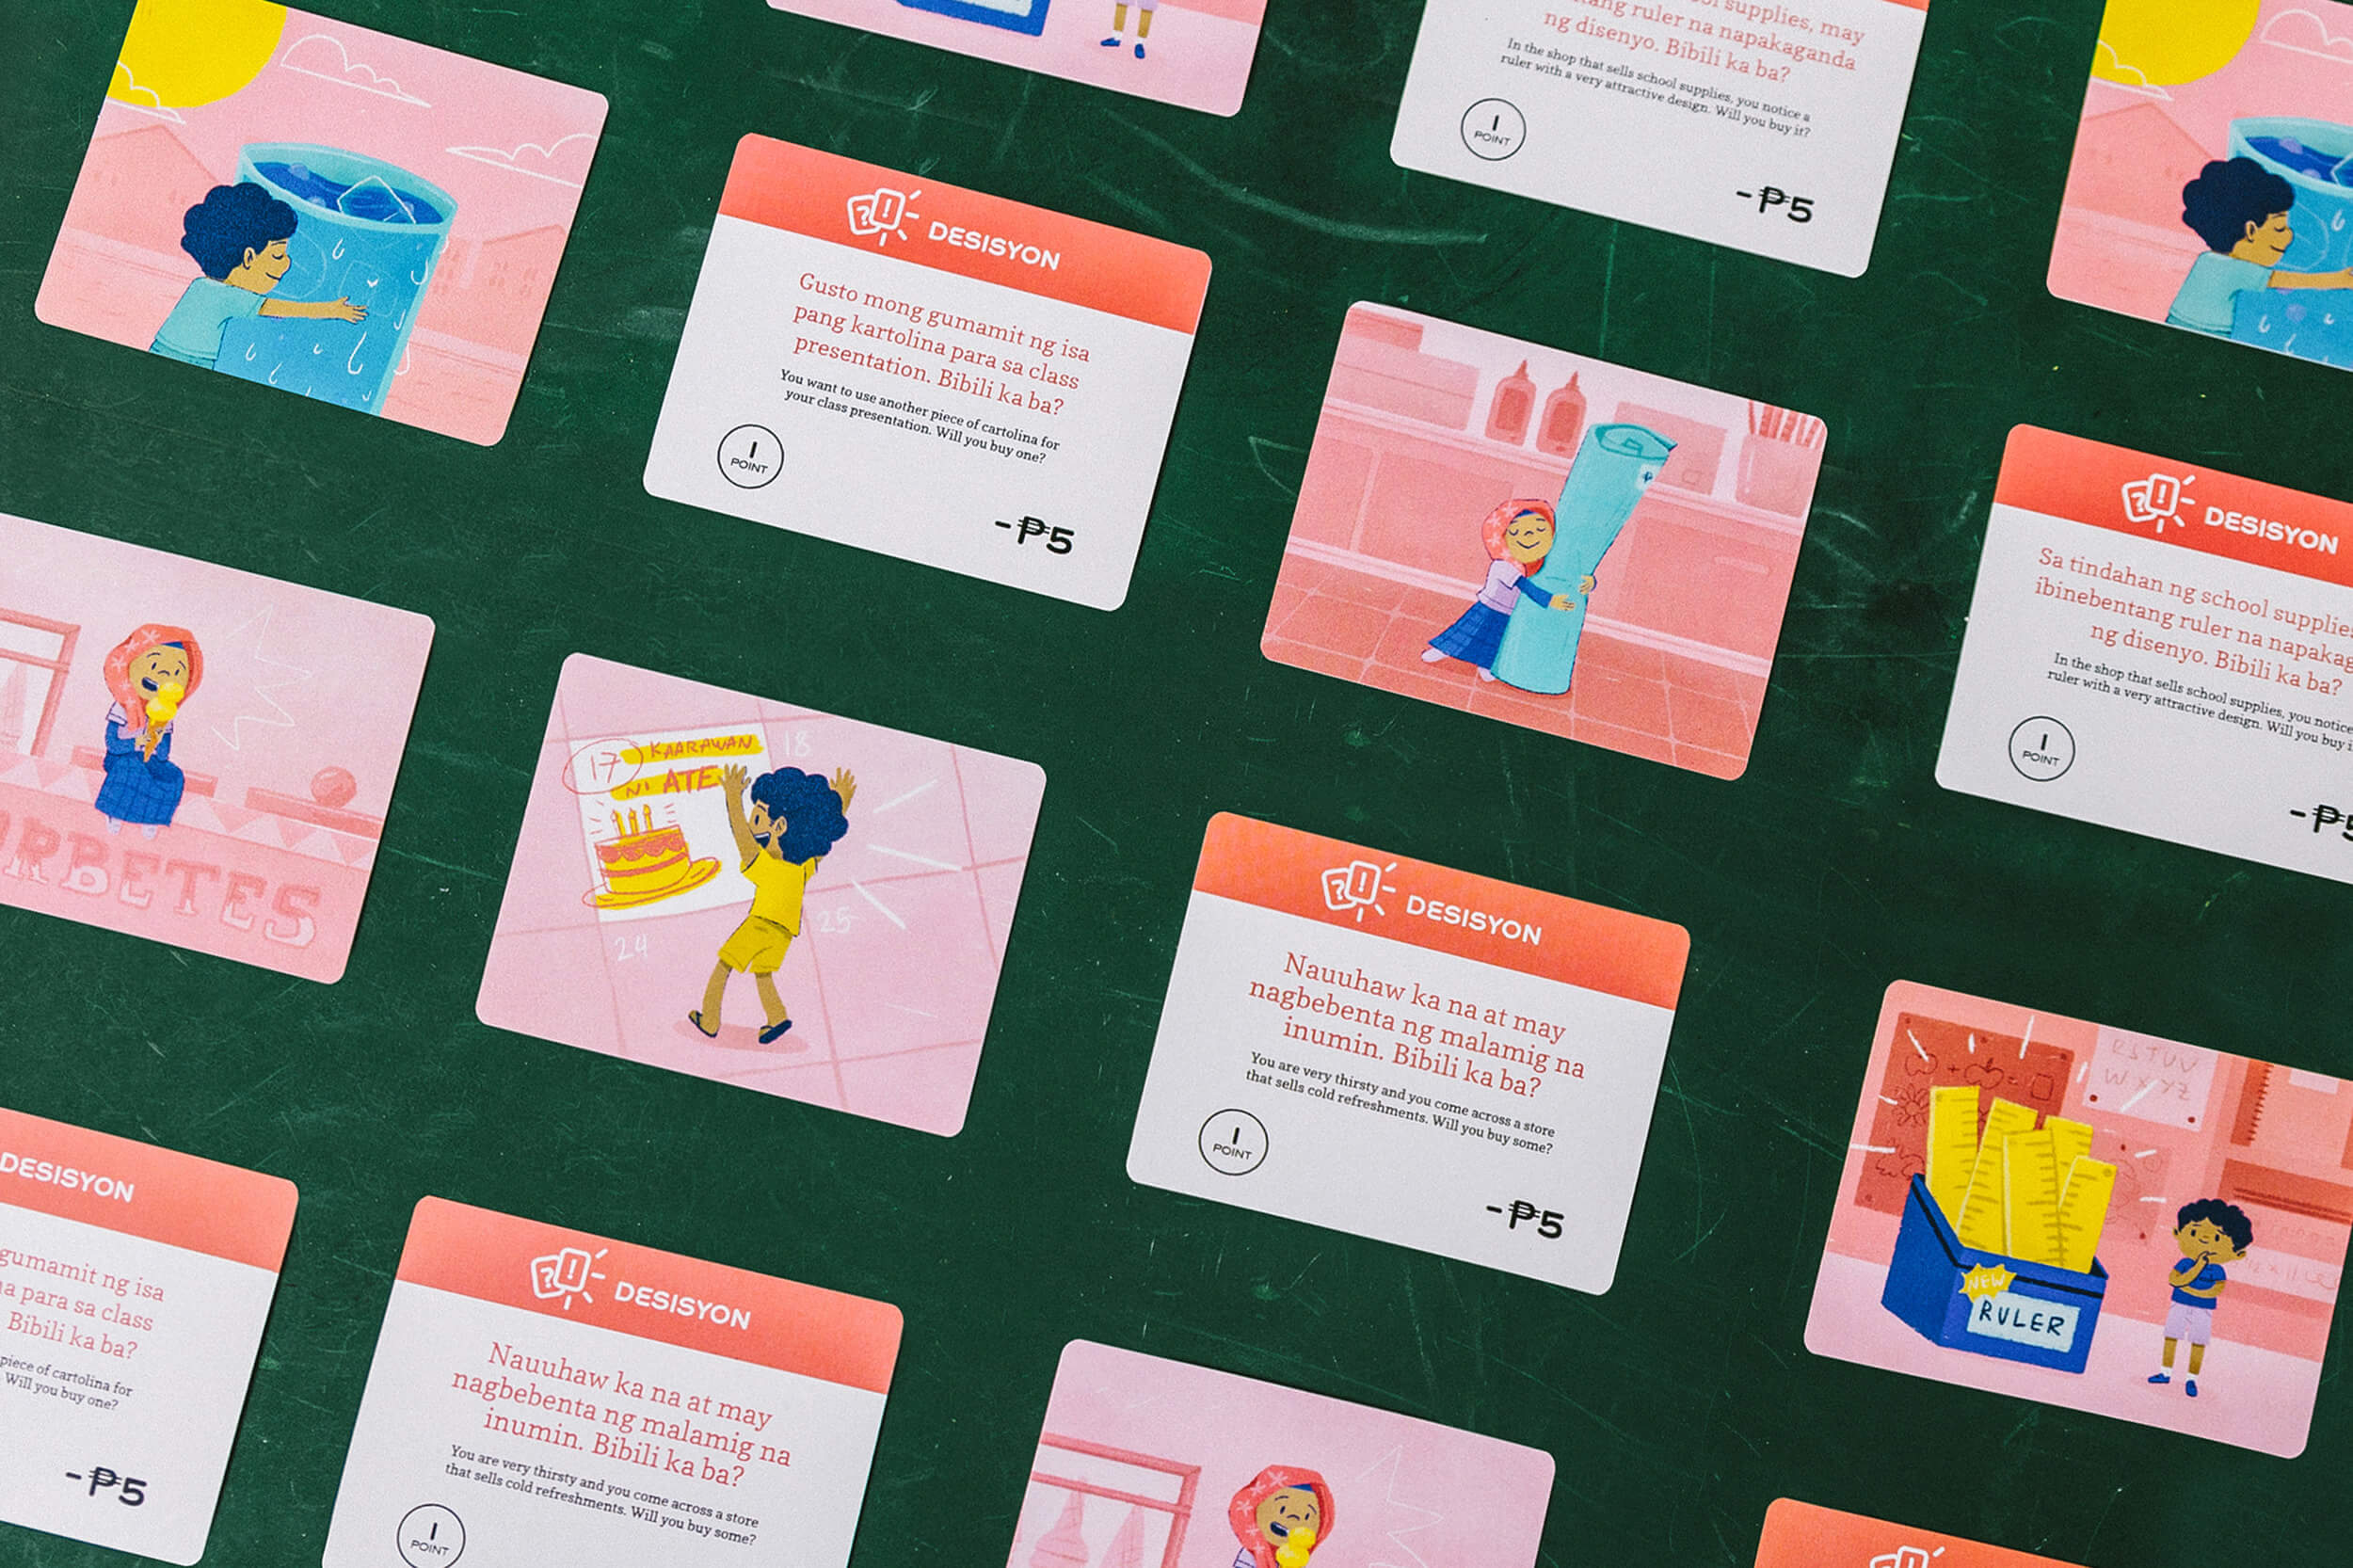 supplies, may
ruler na napakaganda
ng disenyo. Bibili ka ba?
In the shop that sells school supplies, you notice a
ruler with a very attractive design. Will you buy it?
1
POINT
-₱5
?!
DESISYON
Gusto mong gumamit ng isa
pang kartolina para sa class
presentation. Bibili ka ba?
You want to use another piece of cartolina for
your class presentation. Will you buy one?
1
POINT
-₱5
?!
DESISYON
Sa tindahan ng school
ibinebentang ruler na
ng disenyo. Bibili ka ba?
In the shop that sells school supplies, you notice
ruler with a very attractive design. Will you buy
1
POINT
-₱5
RBETES
17
KAARAWAN
NI ATE
18
24
25
?!
DESISYON
Nauuhaw ka na at may
nagbebenta ng malamig na
inumin. Bibili ka ba?
You are very thirsty and you come across a store
that sells cold refreshments. Will you buy some?
1
POINT
-₱5
RSTUV
WXYZ
NEW
RULER
DESISYON
gumamit ng isa
para sa class
Bibili ka ba?
piece of cartolina for
Will you buy one?
-₱5
?!
DESISYON
Nauuhaw ka na at may
nagbebenta ng malamig na
inumin. Bibili ka ba?
You are very thirsty and you come across a store
that sells cold refreshments. Will you buy some?
1
POINT